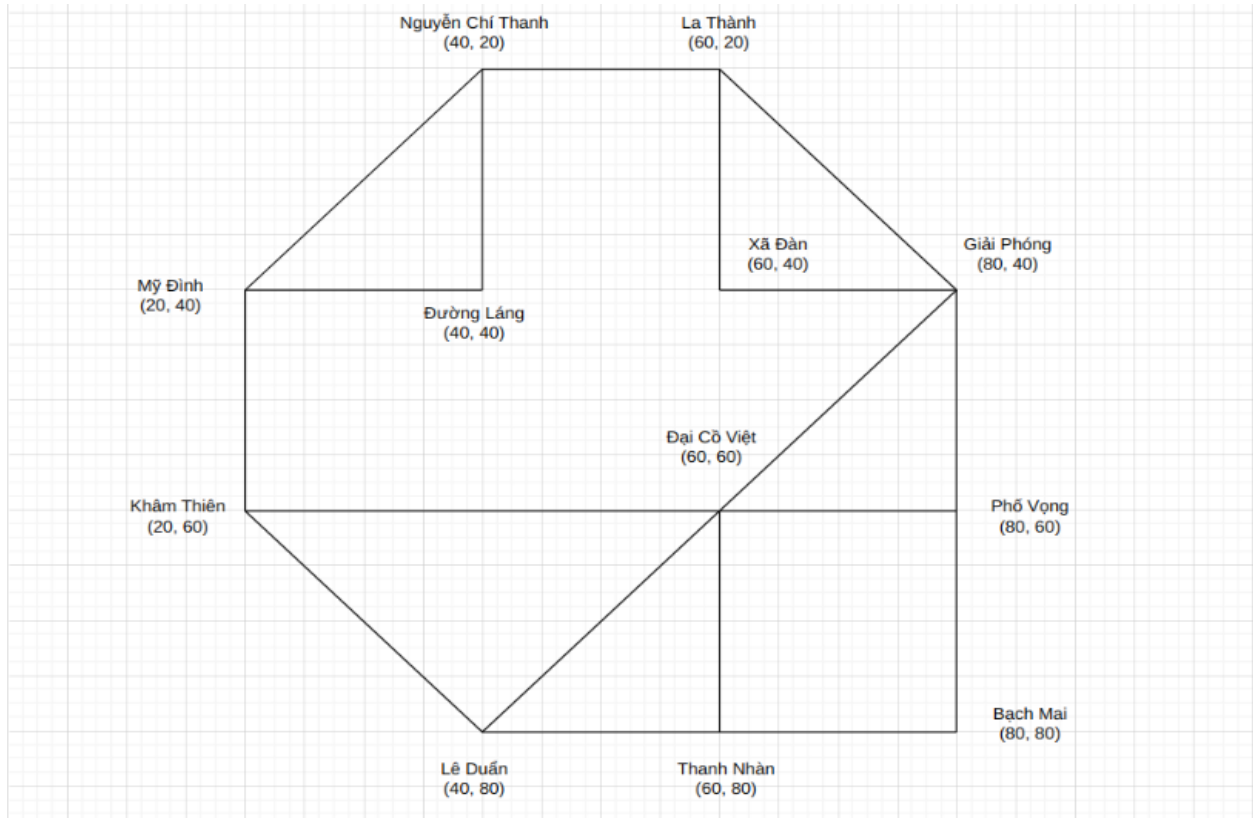 Nguyễn Chí Thanh
(40, 20)
La Thành
(60, 20)
Xã Đàn
(60, 40)
Giải Phóng
(80, 40)
Mỹ Đình
(20, 40)
Đường Láng
(40, 40)
Đại Cồ Việt
(60, 60)
Khâm Thiên
(20, 60)
Phố Vọng
(80, 60)
Bạch Mai
(80, 80)
Lê Duẩn
(40, 80)
Thanh Nhàn
(60, 80)